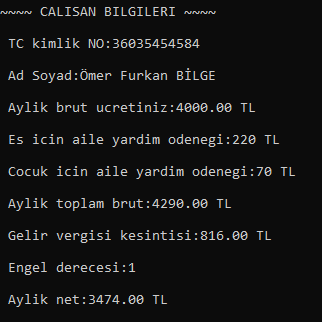 ~~~~ CALISAN BILGILERI ~~~~
TC kimlik NO:36035454584
Ad Soyad:Ömer Furkan BİLGE
Aylik brut ucretiniz:4000.00 TL
Es icin aile yardim odenegi:220 TL
Cocuk icin aile yardim odenegi:70 TL
Aylik toplam brut:4290.00 TL
Gelir vergisi kesintisi:816.00 TL
Engel derecesi:1
Aylik net:3474.00 TL